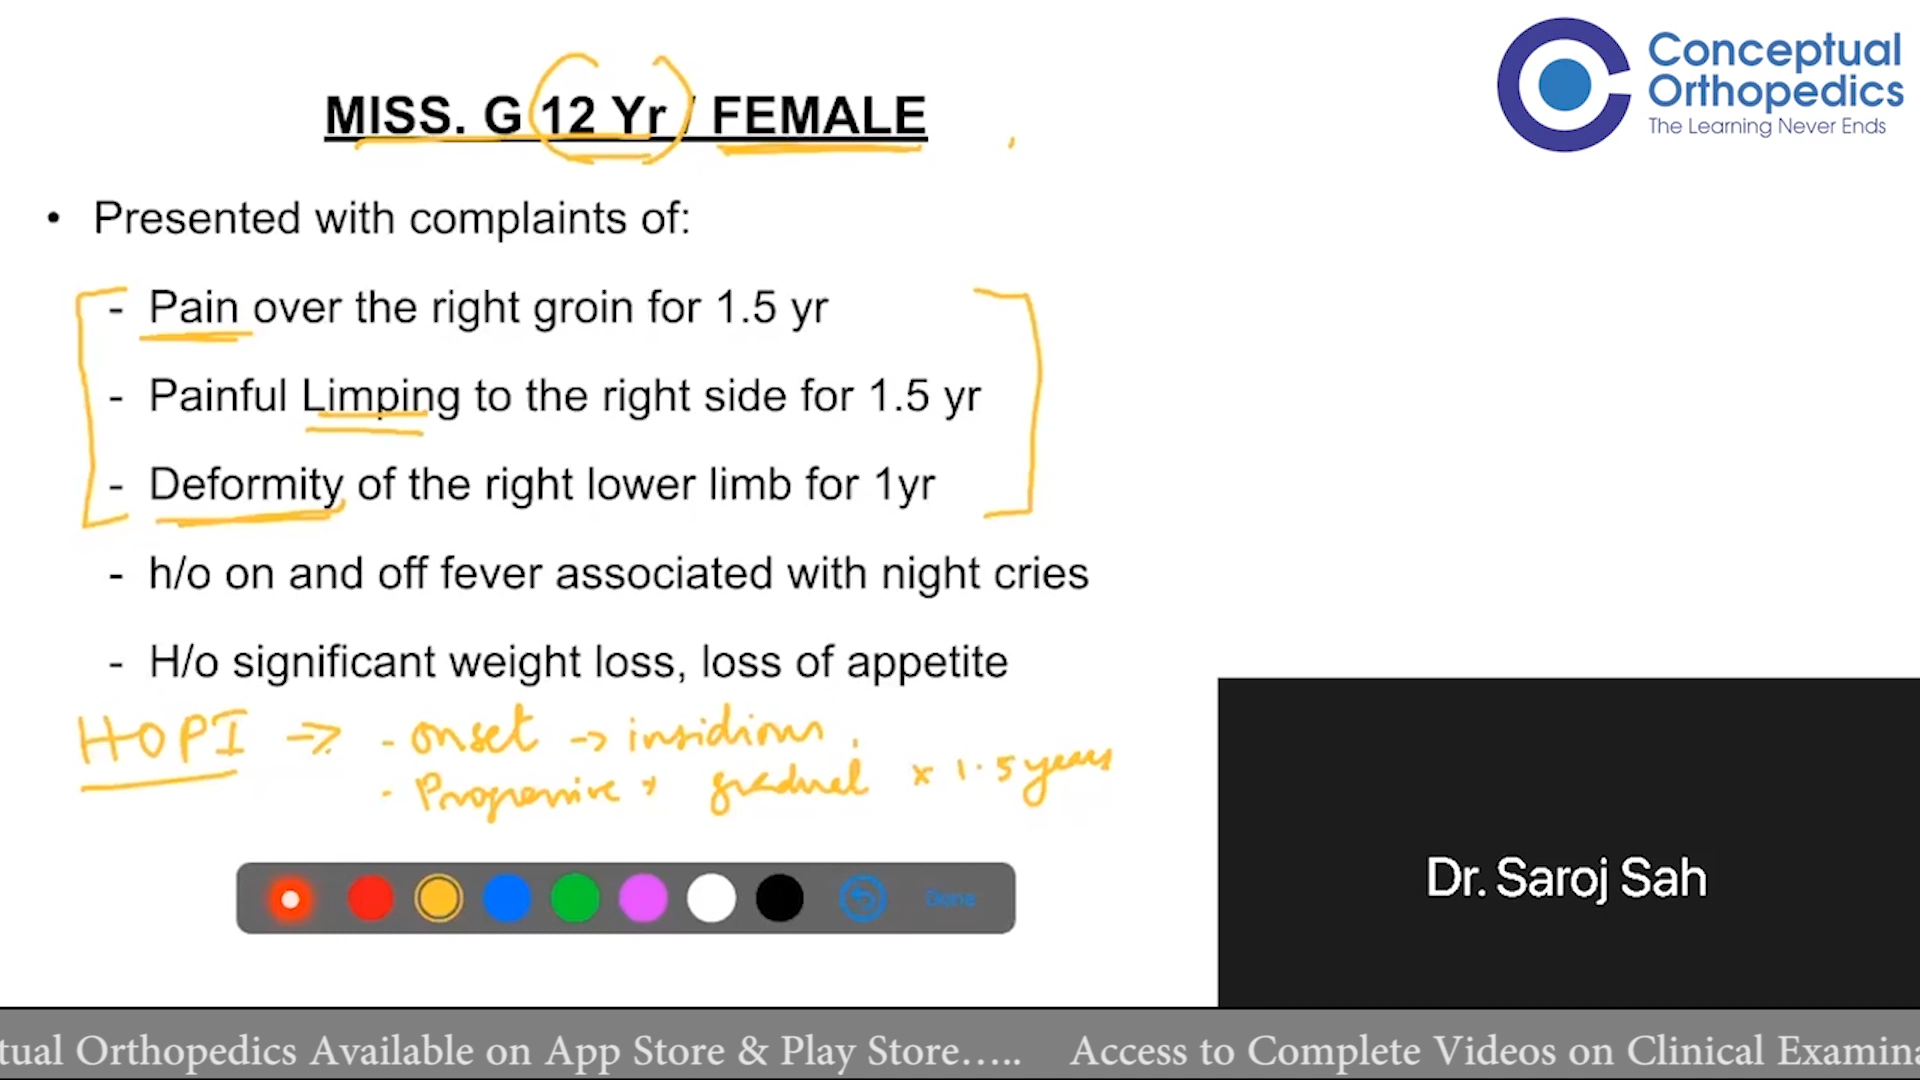 Conceptual
Orthopedics
The Learning Never Ends
MISS. G 12 Yr / FEMALE
• Presented with complaints of:
- Pain over the right groin for 1.5 yr
- Painful Limping to the right side for 1.5 yr
- Deformity of the right lower limb for 1yr
- h/o on and off fever associated with night cries
- H/o significant weight loss, loss of appetite
HOPI => - onset -> insidious.
- Progressive, gradual x 1.5 years
Done
Dr. Saroj Sah
tual Orthopedics Available on App Store & Play Store..... Access to Complete Videos on Clinical Examina